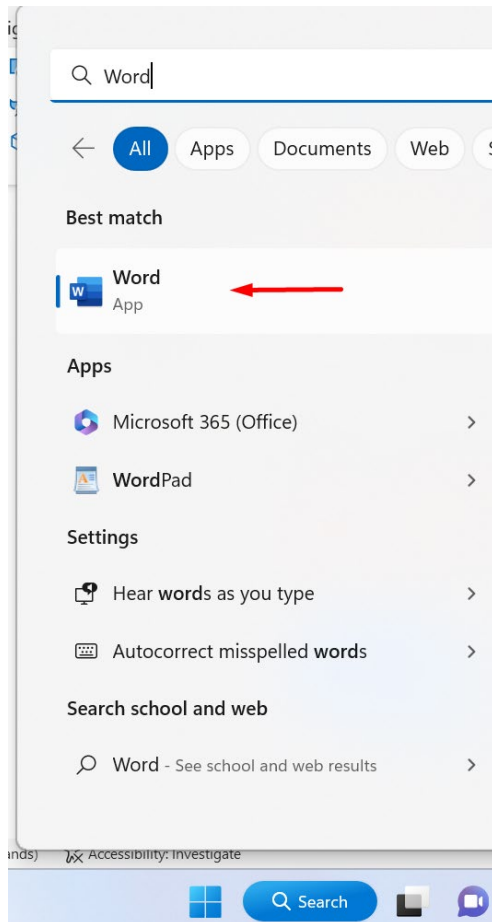 Word
All Apps Documents Web
Best match
Word
App
Apps
Microsoft 365 (Office)
WordPad
Settings
Hear words as you type
Autocorrect misspelled words
Search school and web
Word - See school and web results
Accessibility: Investigate
Search